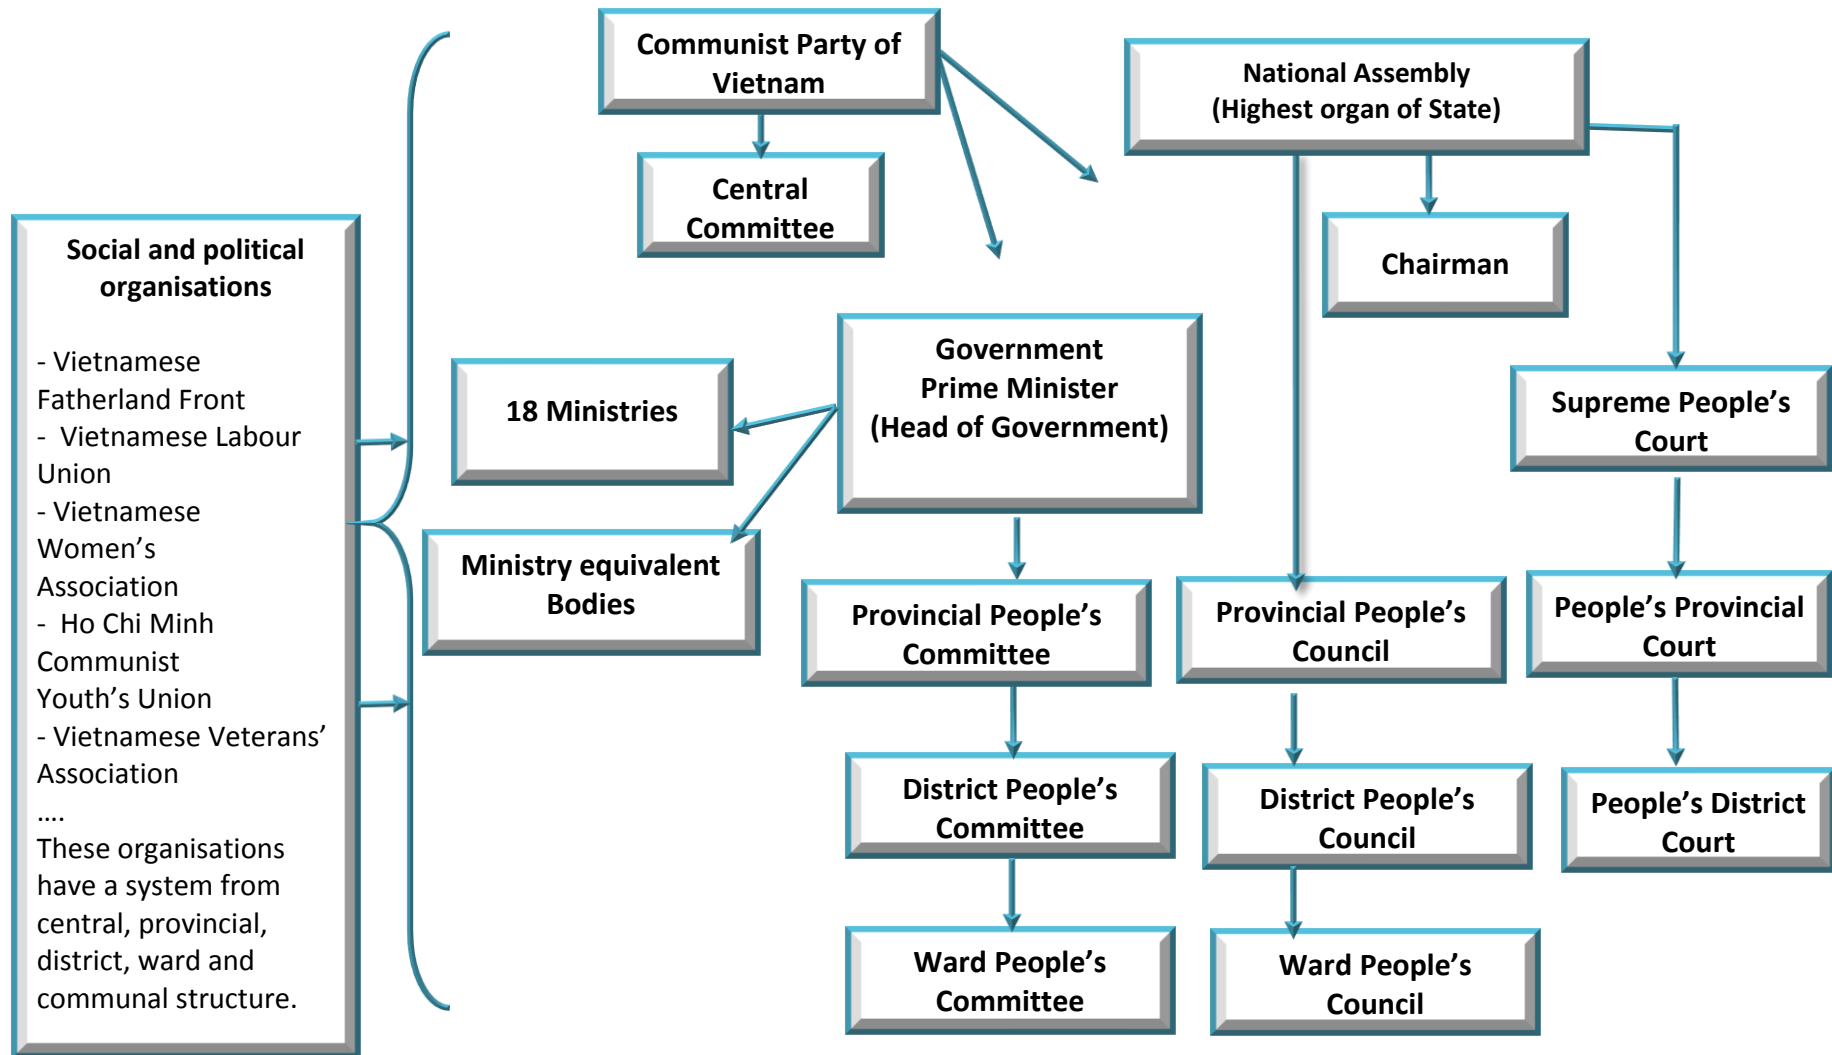 Communist Party of
Vietnam
National Assembly
(Highest organ of State)
Central
Committee
Chairman
Social and political
organisations
- Vietnamese
Fatherland Front
-  Vietnamese Labour
Union
- Vietnamese
Women’s
Association
-  Ho Chi Minh
Communist
Youth’s Union
- Vietnamese Veterans’
Association
....
These organisations
have a system from
central, provincial,
district, ward and
communal structure.
Government
Prime Minister
(Head of Government)
18 Ministries
Ministry equivalent
Bodies
Supreme People’s
Court
Provincial People’s
Committee
Provincial People’s
Council
People’s Provincial
Court
District People’s
Committee
District People’s
Council
People’s District
Court
Ward People’s
Committee
Ward People’s
Council